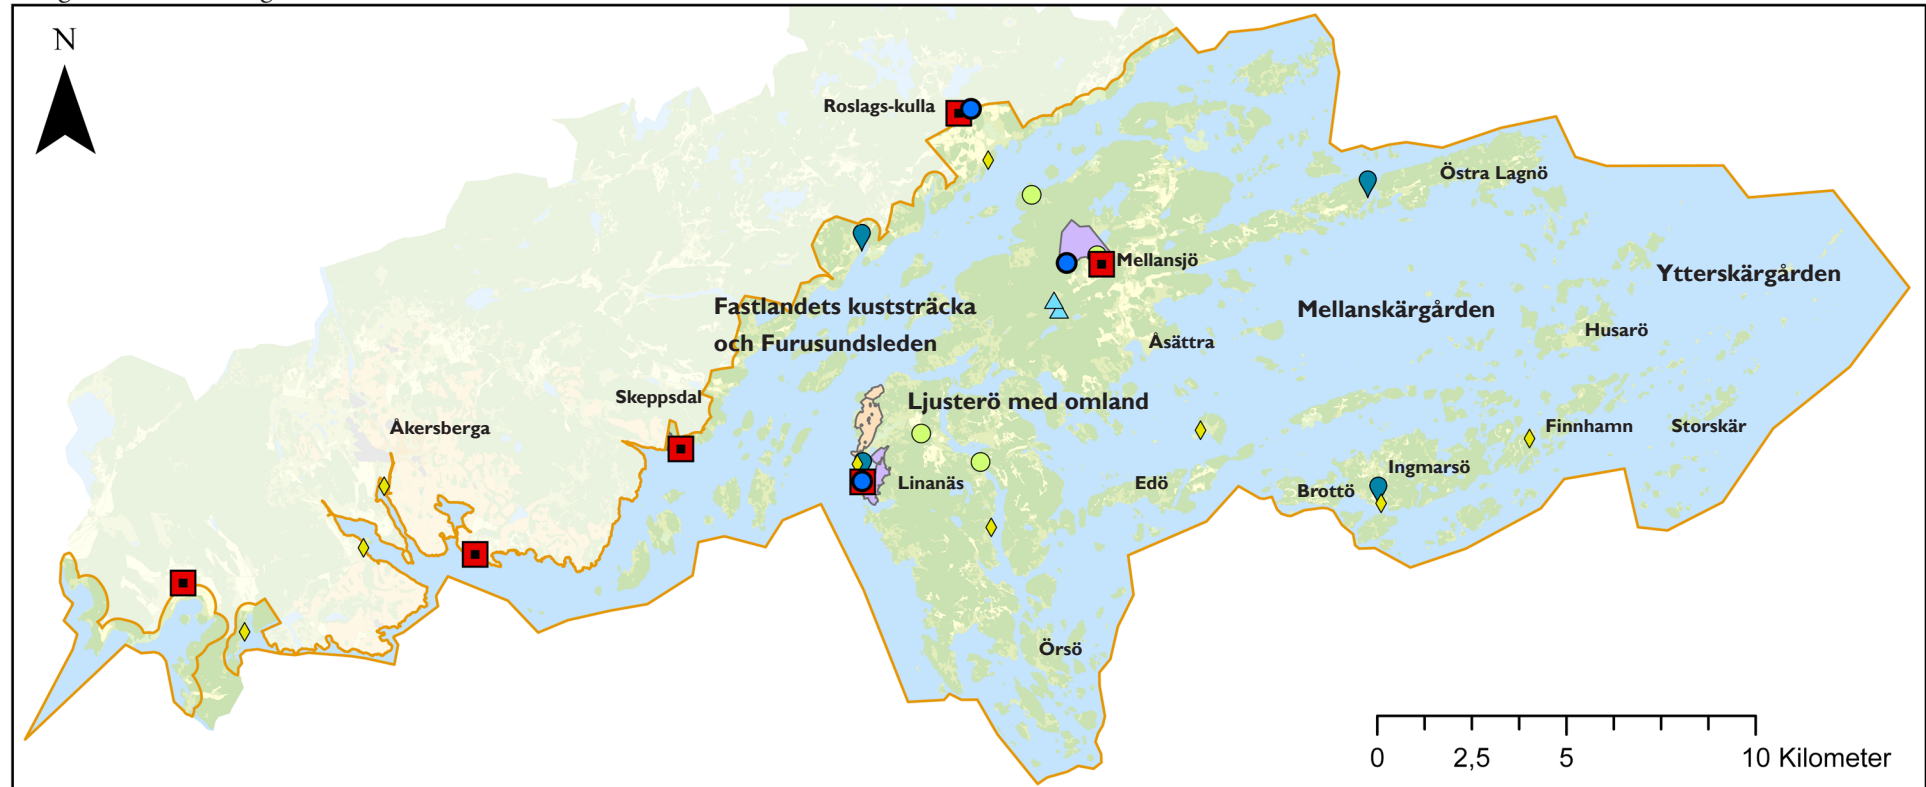 N
Roslags-kulla
Östra Lagnö
Mellansjö
Ytterskärgården
Fastlandets kuststräcka
och Furusundsleden
Mellanskärgården
Husarö
Åsättra
Skeppsdal
Ljusterö med omland
Åkersberga
Finnhamn
Storskär
Ingmarsö
Linanäs
Edö
Brottö
Örsö
0 2,5 5 10 Kilometer